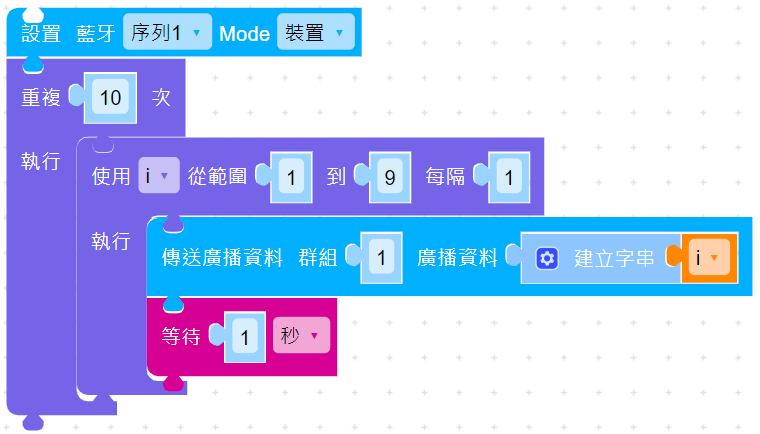 設置 藍牙 序列1 Mode 裝置
重複 10 次
執行
使用 i 從範圍 1 到 9 每隔 1
執行
傳送廣播資料 群組 1 廣播資料 建立字串 i
等待 1 秒